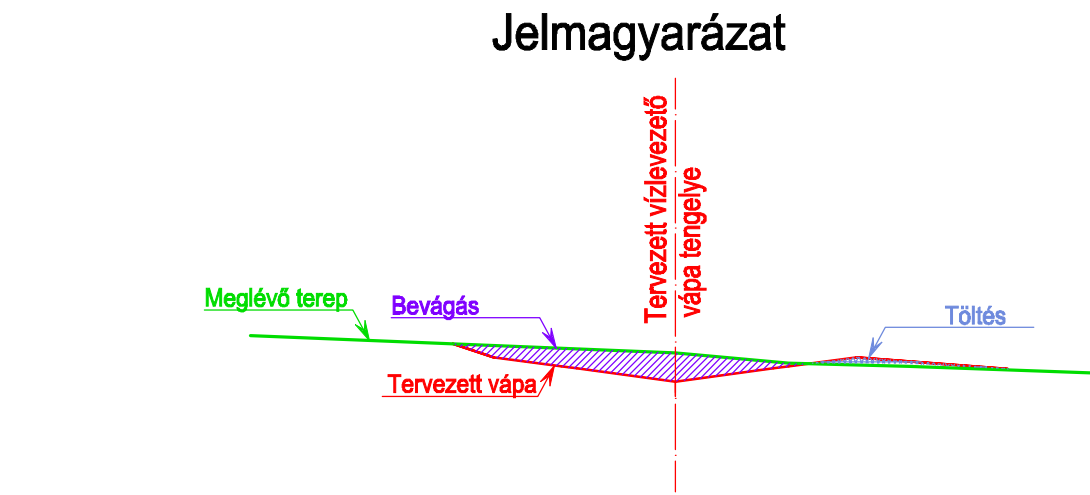 Jelmagyarázat
Tervezett vízlevezető
vápa tengelye
Meglévő terep
Bevágás
Töltés
Tervezett vápa